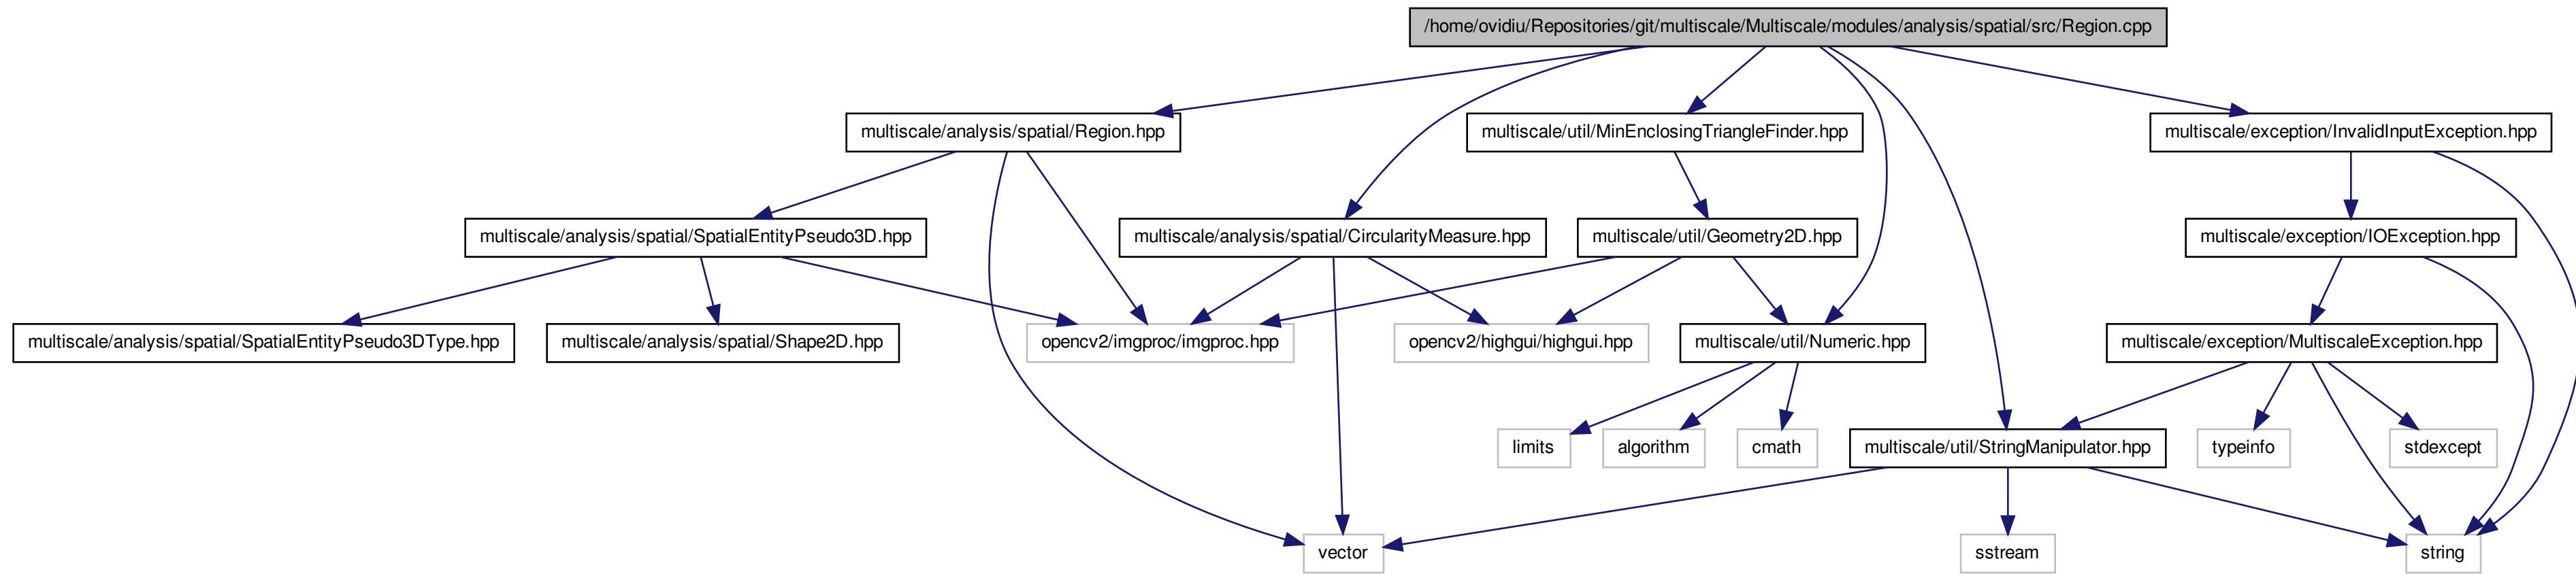 /home/ovidiu/Repositories/git/multiscale/Multiscale/modules/analysis/spatial/src/Region.cpp
multiscale/analysis/spatial/Region.hpp
multiscale/util/MinEnclosingTriangleFinder.hpp
multiscale/exception/InvalidInputException.hpp
multiscale/analysis/spatial/SpatialEntityPseudo3D.hpp
multiscale/analysis/spatial/CircularityMeasure.hpp
multiscale/util/Geometry2D.hpp
multiscale/exception/IOException.hpp
multiscale/analysis/spatial/SpatialEntityPseudo3DType.hpp
multiscale/analysis/spatial/Shape2D.hpp
opencv2/imgproc/imgproc.hpp
opencv2/highgui/highgui.hpp
multiscale/util/Numeric.hpp
multiscale/exception/MultiscaleException.hpp
limits
algorithm
cmath
multiscale/util/StringManipulator.hpp
typeinfo
stdexcept
vector
sstream
string